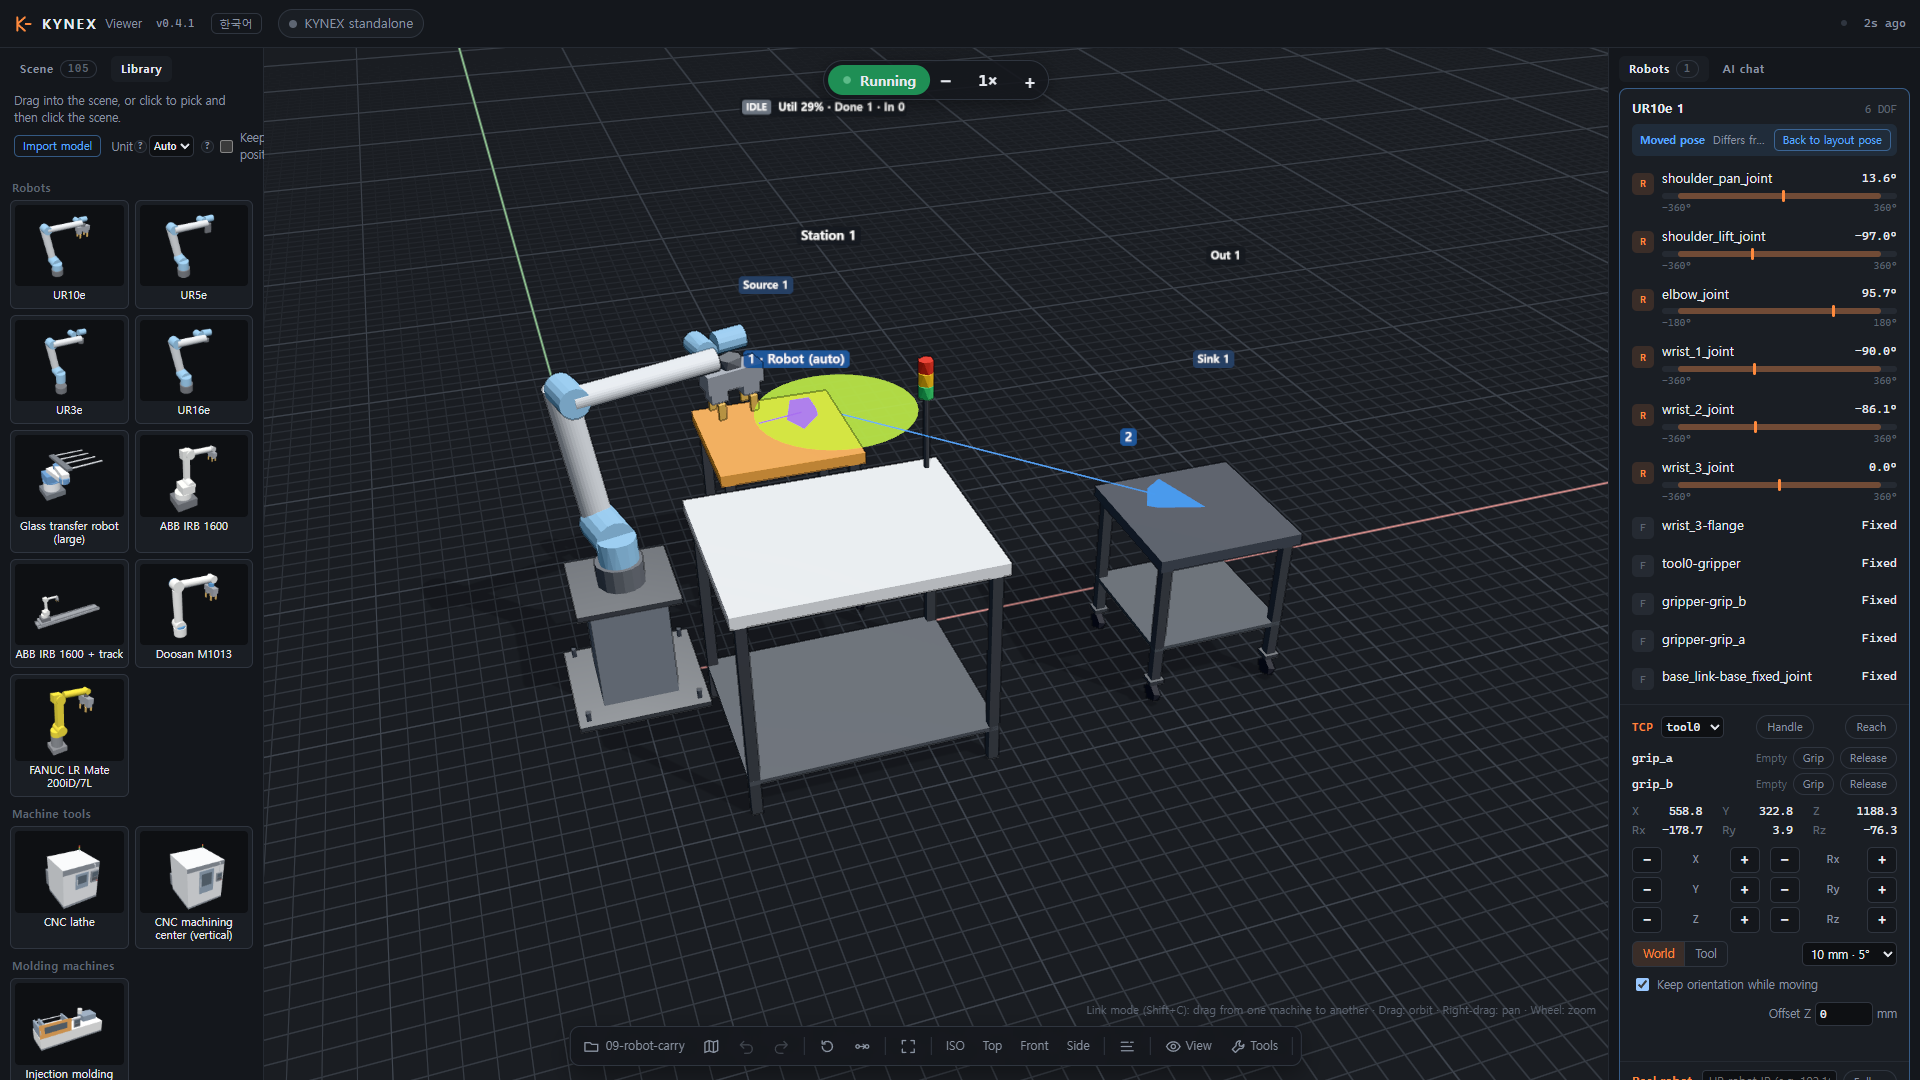 KYNEX Viewer v0.4.1 한국어 KYNEX standalone 2s ago
Scene 105 Library
Drag into the scene, or click to pick and
then click the scene.
Import model Unit ? Auto ? Keep
posit
Robots
UR10e UR5e
UR3e UR16e
Glass transfer robot
(large)
ABB IRB 1600
ABB IRB 1600 + track Doosan M1013
FANUC LR Mate
200iD/7L
Machine tools
CNC lathe
CNC machining
center (vertical)
Molding machines
Injection molding
Running − 1× +
IDLE Util 29% · Done 1 · In 0
Station 1
Out 1
Source 1
1 · Robot (auto)
Sink 1
2
Link mode (Shift+C): drag from one machine to another · Drag: orbit · Right-drag: pan · Wheel: zoom
09-robot-carry ISO Top Front Side View Tools
Robots 1 AI chat
UR10e 1 6 DOF
Moved pose Differs fr... Back to layout pose
R shoulder_pan_joint 13.6°
−360° 360°
R shoulder_lift_joint −97.0°
−360° 360°
R elbow_joint 95.7°
−180° 180°
R wrist_1_joint −90.0°
−360° 360°
R wrist_2_joint −86.1°
−360° 360°
R wrist_3_joint 0.0°
−360° 360°
F wrist_3-flange Fixed
F tool0-gripper Fixed
F gripper-grip_b Fixed
F gripper-grip_a Fixed
F base_link-base_fixed_joint Fixed
TCP tool0 Handle Reach
grip_a Empty Grip Release
grip_b Empty Grip Release
X 558.8 Y 322.8 Z 1188.3
Rx −178.7 Ry 3.9 Rz −76.3
− X + − Rx +
− Y + − Ry +
− Z + − Rz +
World Tool 10 mm · 5°
Keep orientation while moving
Offset Z 0 mm